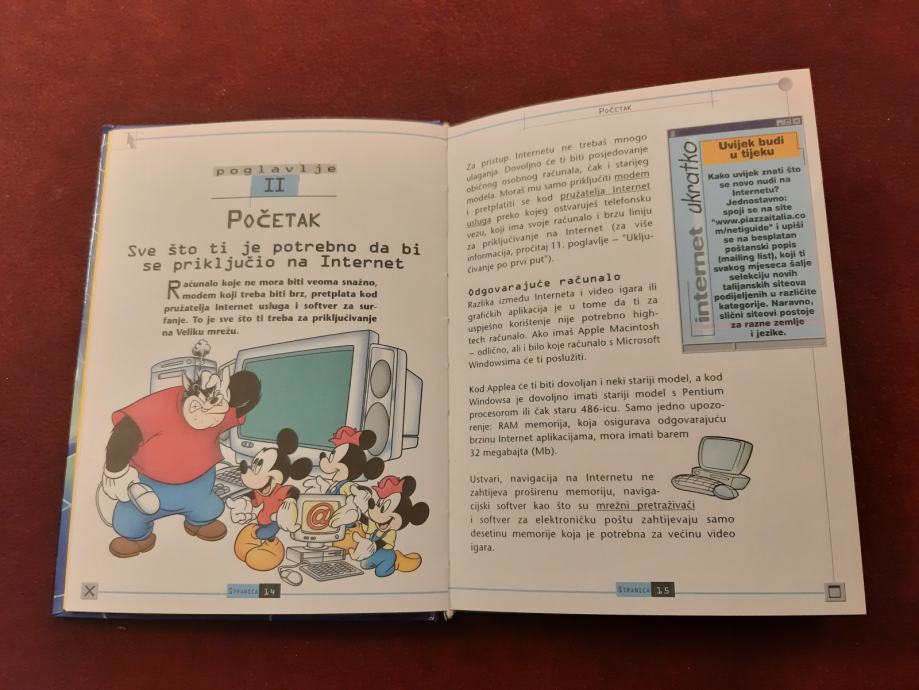 poglavlje
II
POČETAK
Sve što ti je potrebno da bi
se priključio na Internet
Računalo koje ne mora biti veoma snažno,
modem koji treba biti brz, pretplata kod
pružatelja Internet usluga i softver za sur-
fanje. To je sve što ti treba za priključivanje
na Veliku mrežu.
@
STRANICA 14
POČETAK
Za pristup Internetu ne trebaš mnogo
ulaganja. Dovoljno će ti biti posjedovanje
običnog osobnog računala, čak i starijeg
modela. Moraš mu samo priključiti modem
i pretplatiti se kod pružatelja Internet
usluga preko kojeg ostvaruješ telefonsku
vezu, koji ima svoje računalo i brzu liniju
za priključivanje na Internet (za više
informacija, pročitaj 11. poglavlje – "Uklju-
čivanje po prvi put").
Odgovarajuće računalo
Razlika između Interneta i video igara ili
grafičkih aplikacija je u tome da ti za
uspješno korištenje nije potrebno high-
tech računalo. Ako imaš Apple Macintosh
– odlično, ali i bilo koje računalo s Microsoft
Windowsima će ti poslužiti.
Kod Applea će ti biti dovoljan i neki stariji model, a kod
Windowsa je dovoljno imati stariji model s Pentium
procesorom ili čak staru 486-icu. Samo jedno upozo-
renje: RAM memorija, koja osigurava odgovarajuću
brzinu Internet aplikacijama, mora imati barem
32 megabajta (Mb).
Ustvari, navigacija na Internetu ne
zahtijeva proširenu memoriju, naviga-
cijski softver kao što su mrežni pretraživači
i softver za elektroničku poštu zahtijevaju samo
desetinu memorije koja je potrebna za većinu video
igara.
internet ukratko
Uvijek budi
u tijeku
Kako uvijek znati što
se novo nudi na
Internetu?
Jednostavno:
spoji se na site
"www.piazzaitalia.co
m/netiguide" i upiši
se na besplatan
poštanski popis
(mailing list), koji ti
svakog mjeseca šalje
selekciju novih
talijanskih siteova
podijeljenih u različite
kategorije. Naravno,
slični siteovi postoje
za razne zemlje
i jezike.
STRANICA 15